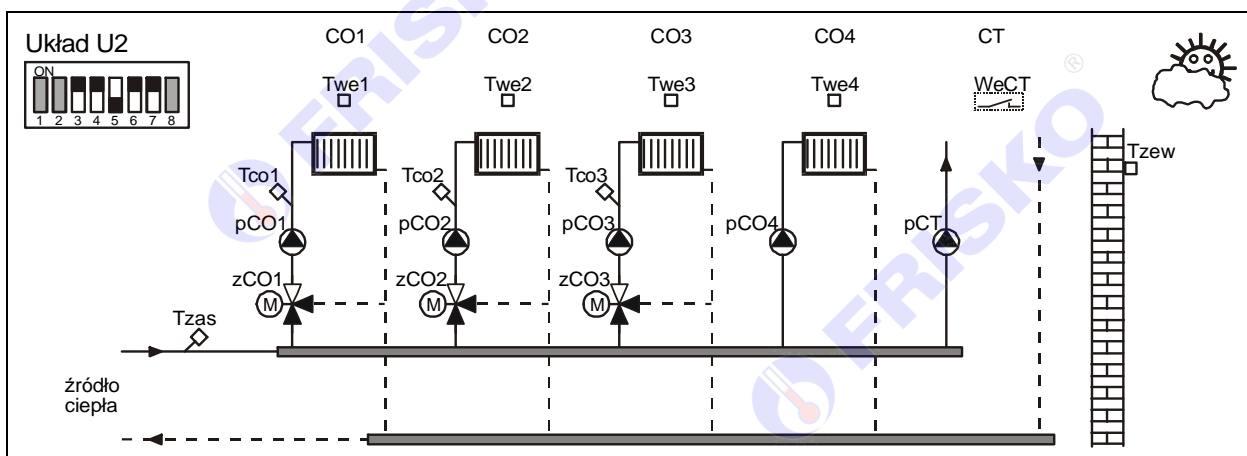 Układ U2
CO1 CO2 CO3 CO4 CT
ON
1 2 3 4 5 6 7 8
Twe1 Twe2 Twe3 Twe4 WeCT
Tzew
Tco1 Tco2 Tco3
pCO1 pCO2 pCO3 pCO4 pCT
zCO1 zCO2 zCO3
M M M
Tzas
źródło
ciepła
FRISKO ®
FRISKO